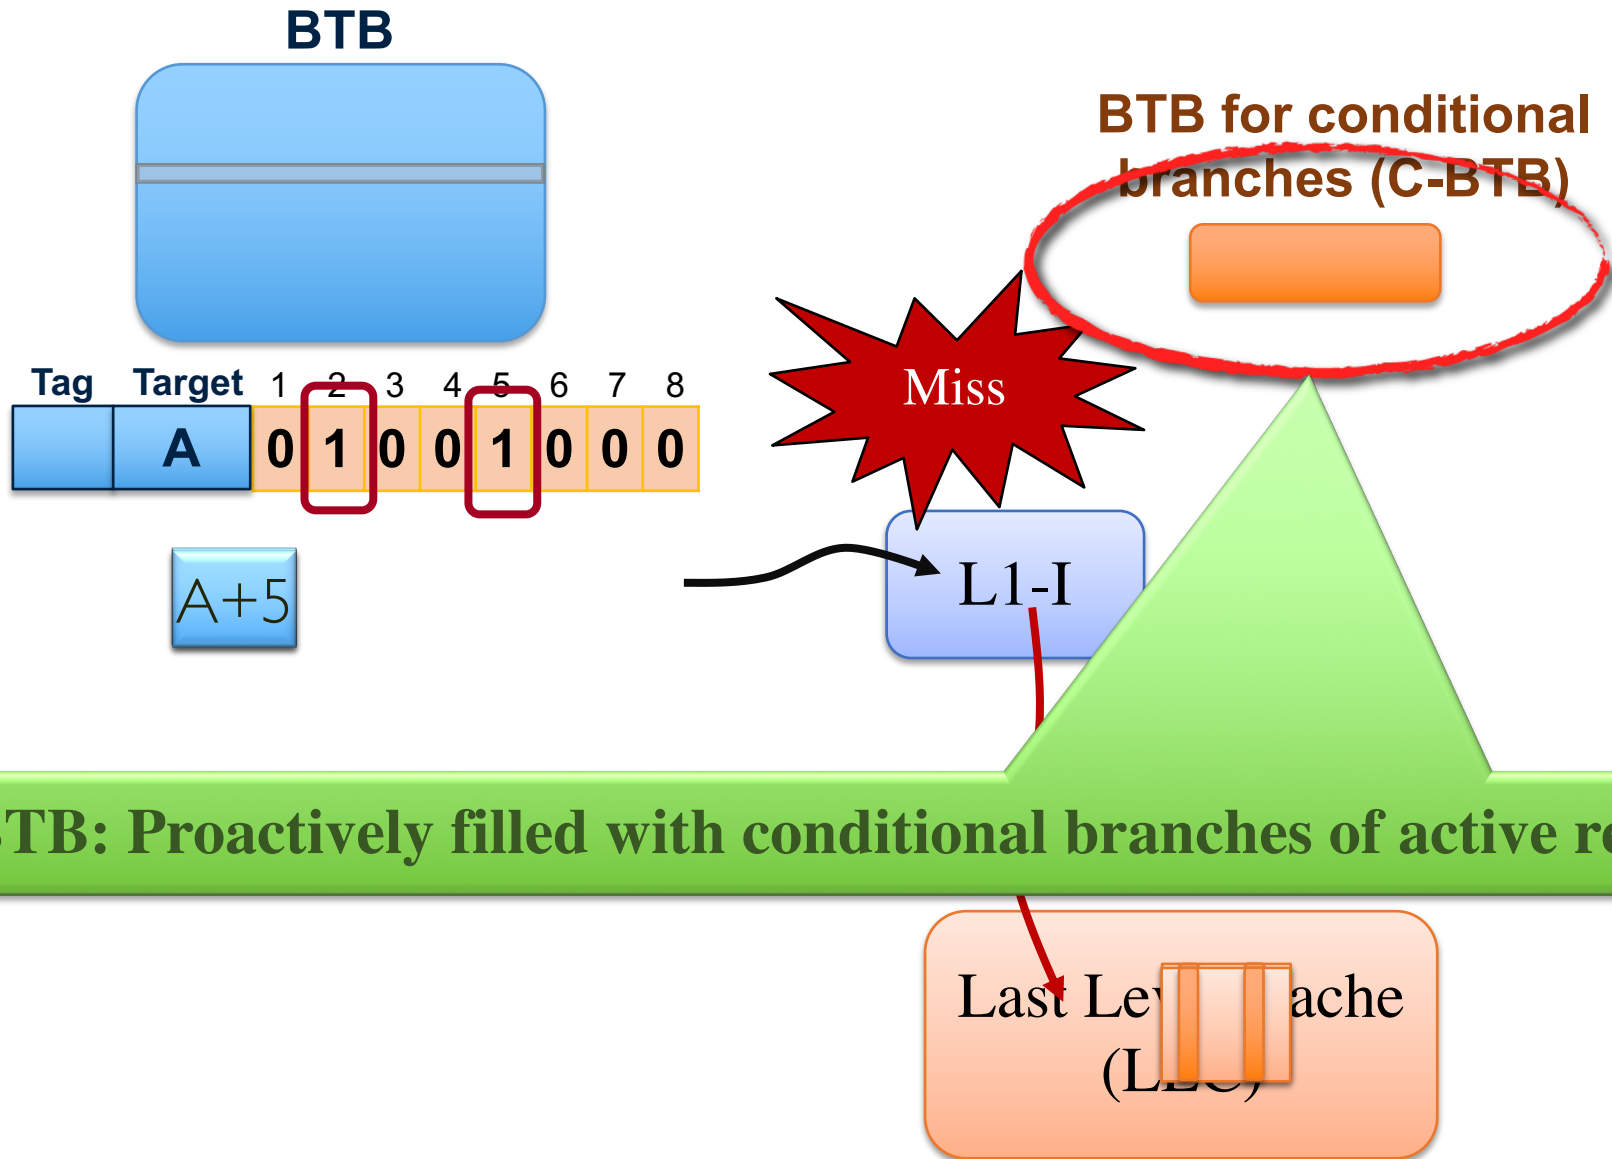 BTB
BTB for conditional
branches (C-BTB)
Tag Target 1 2 3 4 5 6 7 8
A 0 1 0 0 1 0 0 0
Miss
A+5
L1-I
TB: Proactively filled with conditional branches of active re
Last Le ache